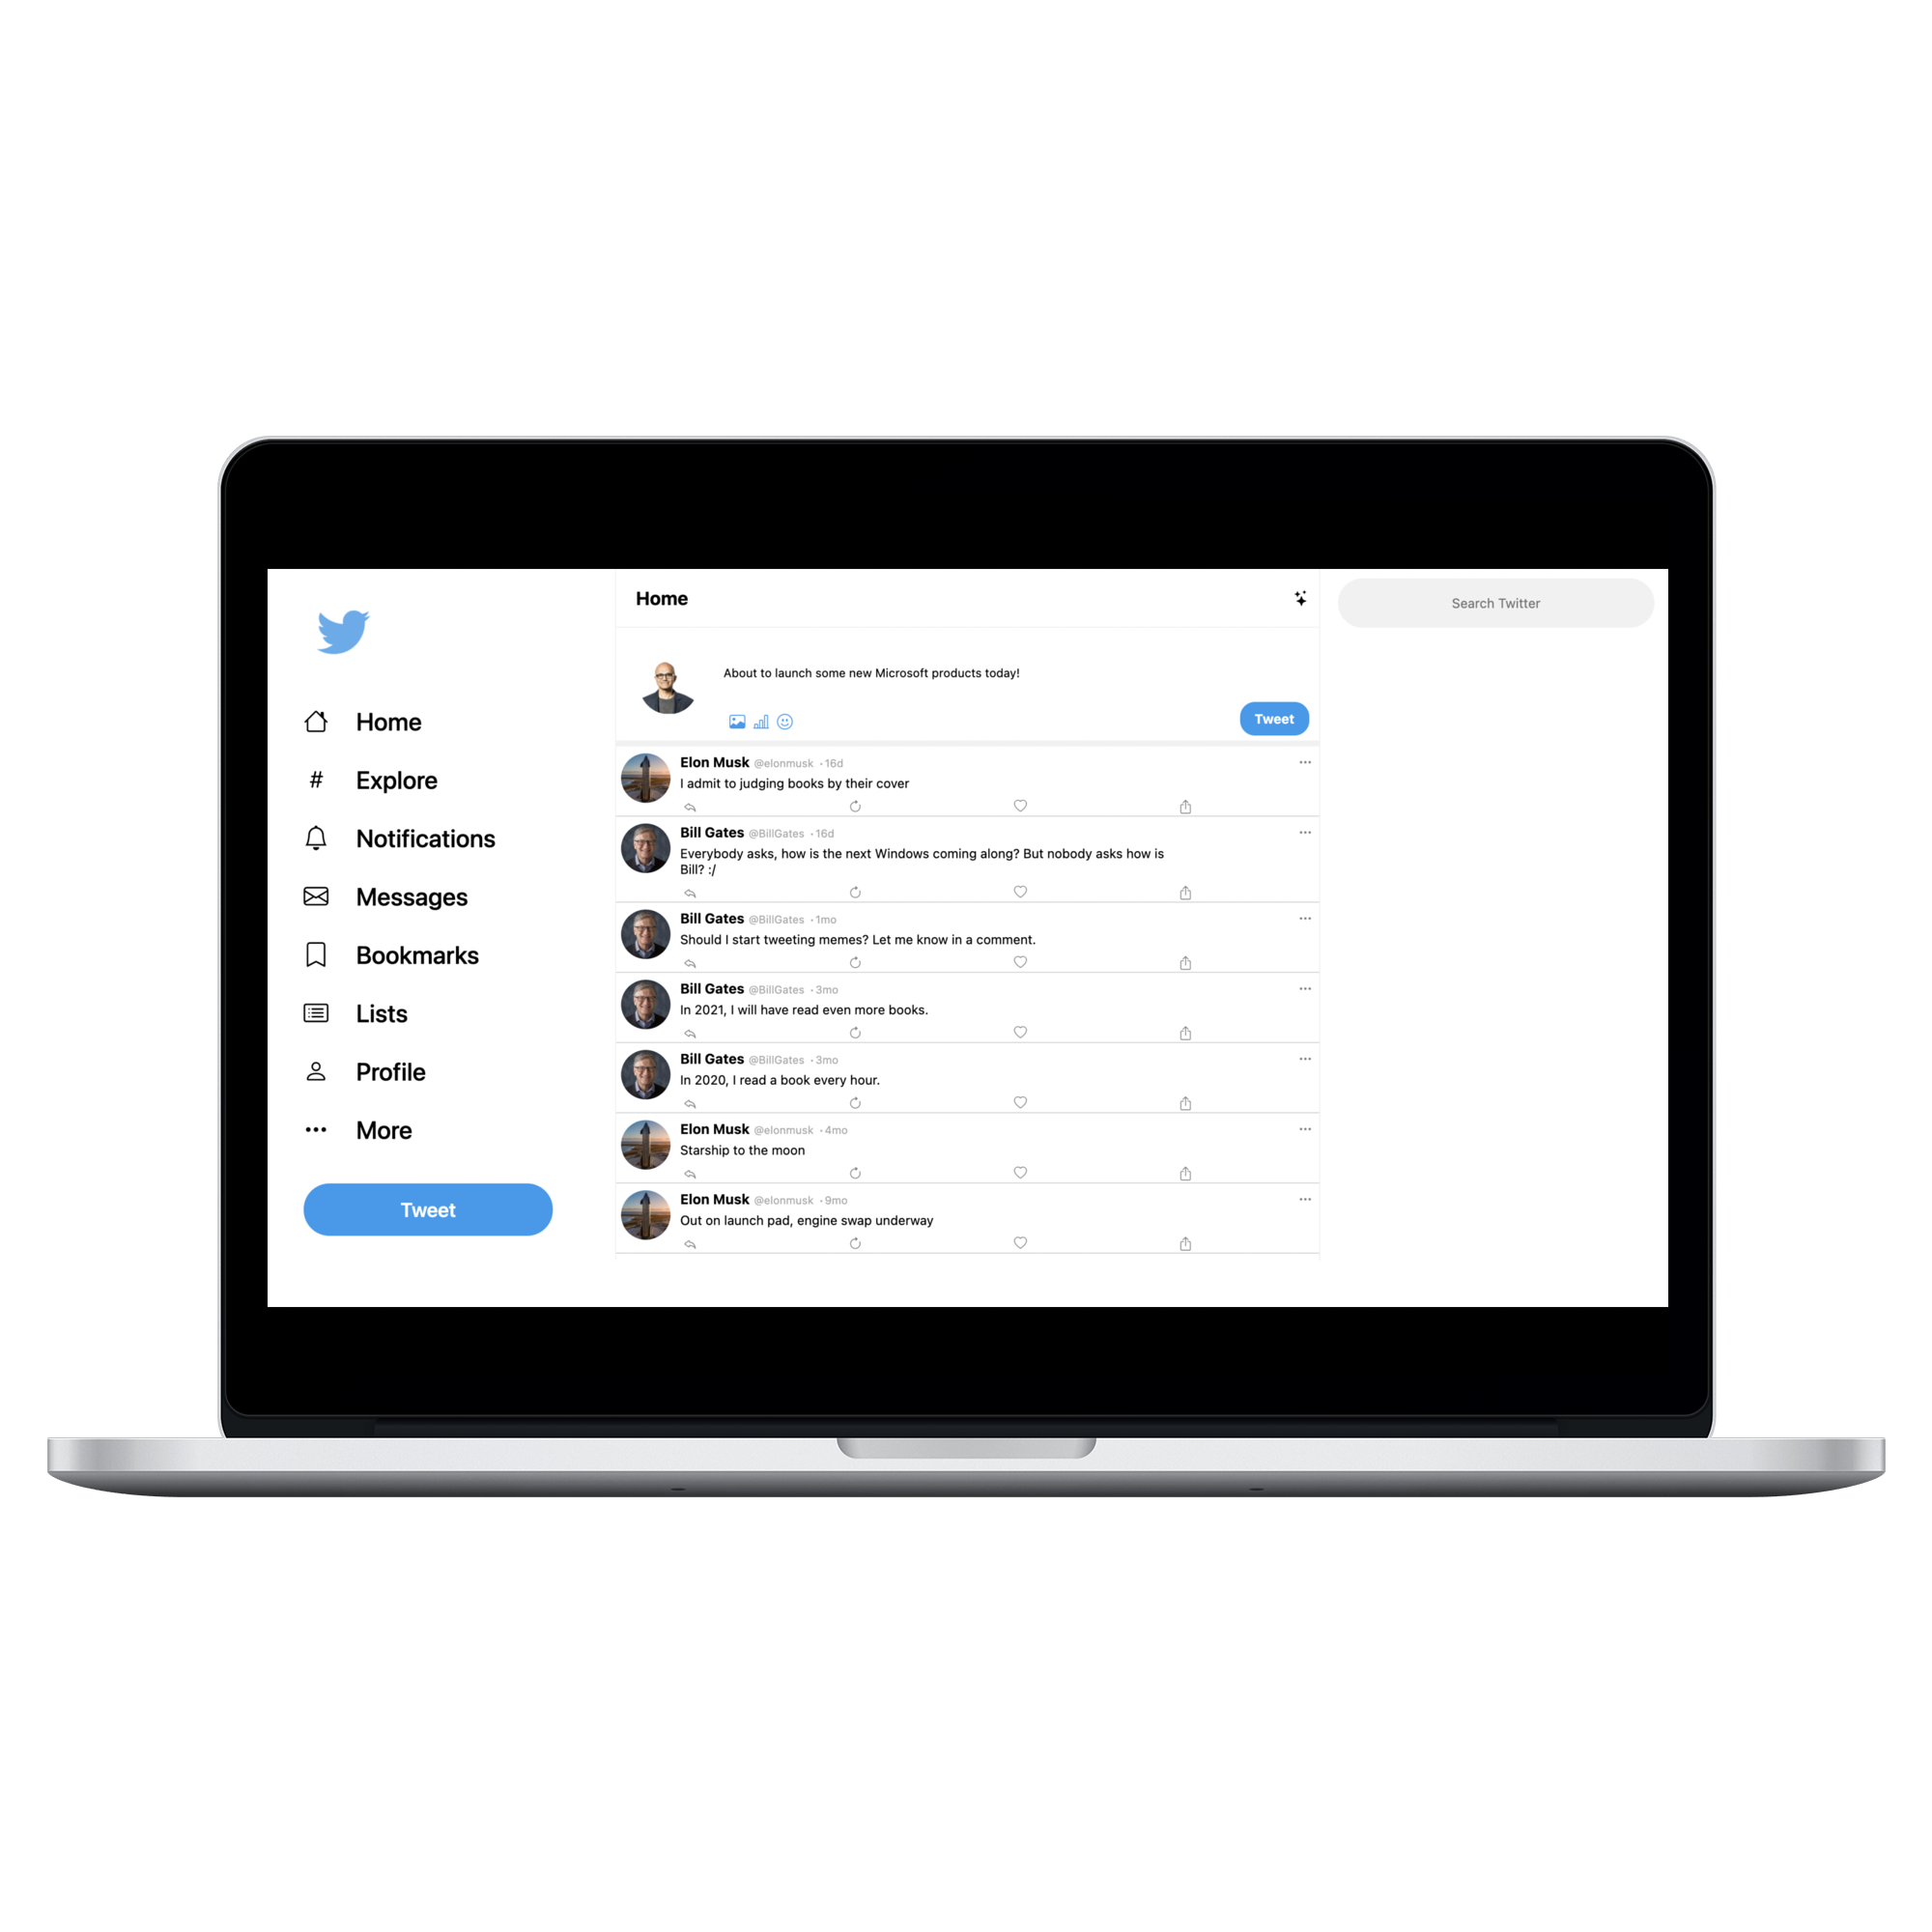 Home
Explore
Notifications
Messages
Bookmarks
Lists
Profile
More
Tweet
Home
About to launch some new Microsoft products today!
Tweet
Elon Musk @elonmusk · 16d
I admit to judging books by their cover
Bill Gates @BillGates · 16d
Everybody asks, how is the next Windows coming along? But nobody asks how is
Bill? :/
Bill Gates @BillGates · 1mo
Should I start tweeting memes? Let me know in a comment.
Bill Gates @BillGates · 3mo
In 2021, I will have read even more books.
Bill Gates @BillGates · 3mo
In 2020, I read a book every hour.
Elon Musk @elonmusk · 4mo
Starship to the moon
Elon Musk @elonmusk · 9mo
Out on launch pad, engine swap underway
Search Twitter